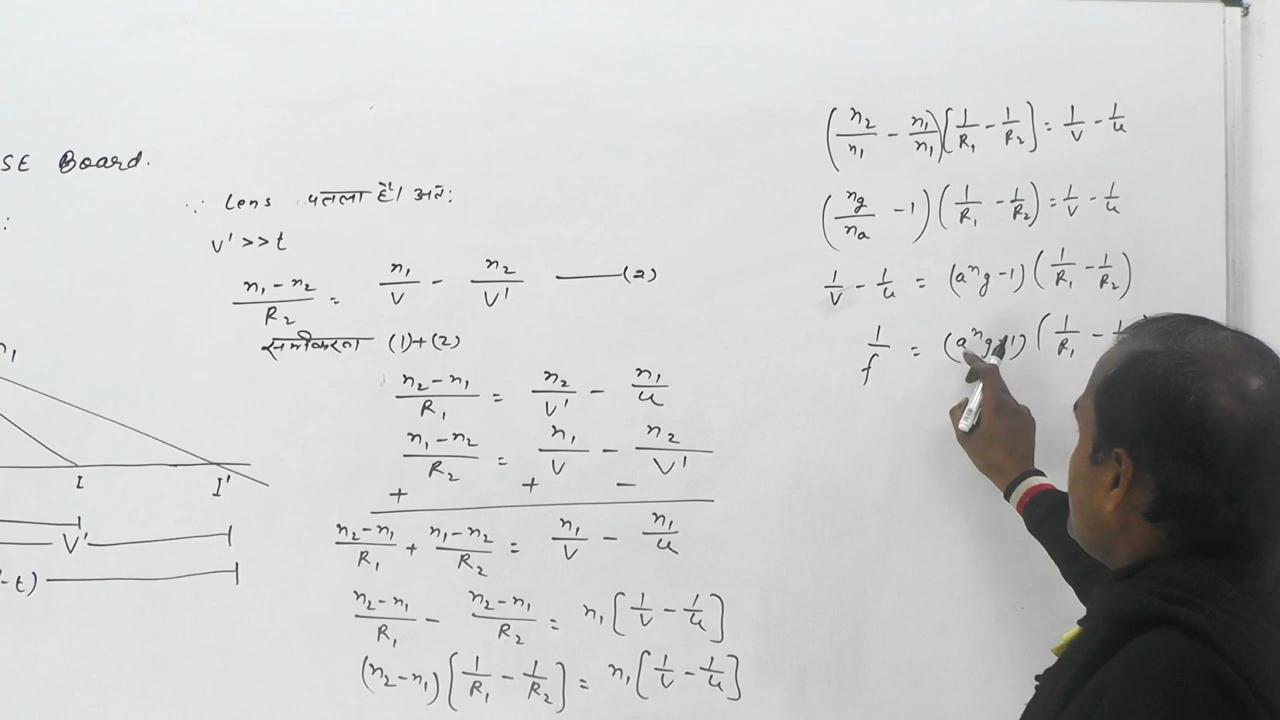 SE Board.
:
∵ Lens पतला है। अतः
v' >> t
(n₁ - n₂)/R₂ = n₁/v - n₂/v' —— (2)
समीकरण (1)+(2)
(n₂ - n₁)/R₁ = n₂/v' - n₁/u
(n₁ - n₂)/R₂ = n₁/v - n₂/v'
+ + -
(n₂ - n₁)/R₁ + (n₁ - n₂)/R₂ = n₁/v - n₁/u
(n₂ - n₁)/R₁ - (n₂ - n₁)/R₂ = n₁[1/v - 1/u]
(n₂ - n₁)[1/R₁ - 1/R₂] = n₁[1/v - 1/u]
n₁
I I'
V'
-t)
(n₂/n₁ - n₁/n₁)[1/R₁ - 1/R₂] = 1/v - 1/u
(n_g/n_a - 1)(1/R₁ - 1/R₂) = 1/v - 1/u
1/v - 1/u = (aⁿg - 1)(1/R₁ - 1/R₂)
1/f = (aⁿg - 1)(1/R₁ -